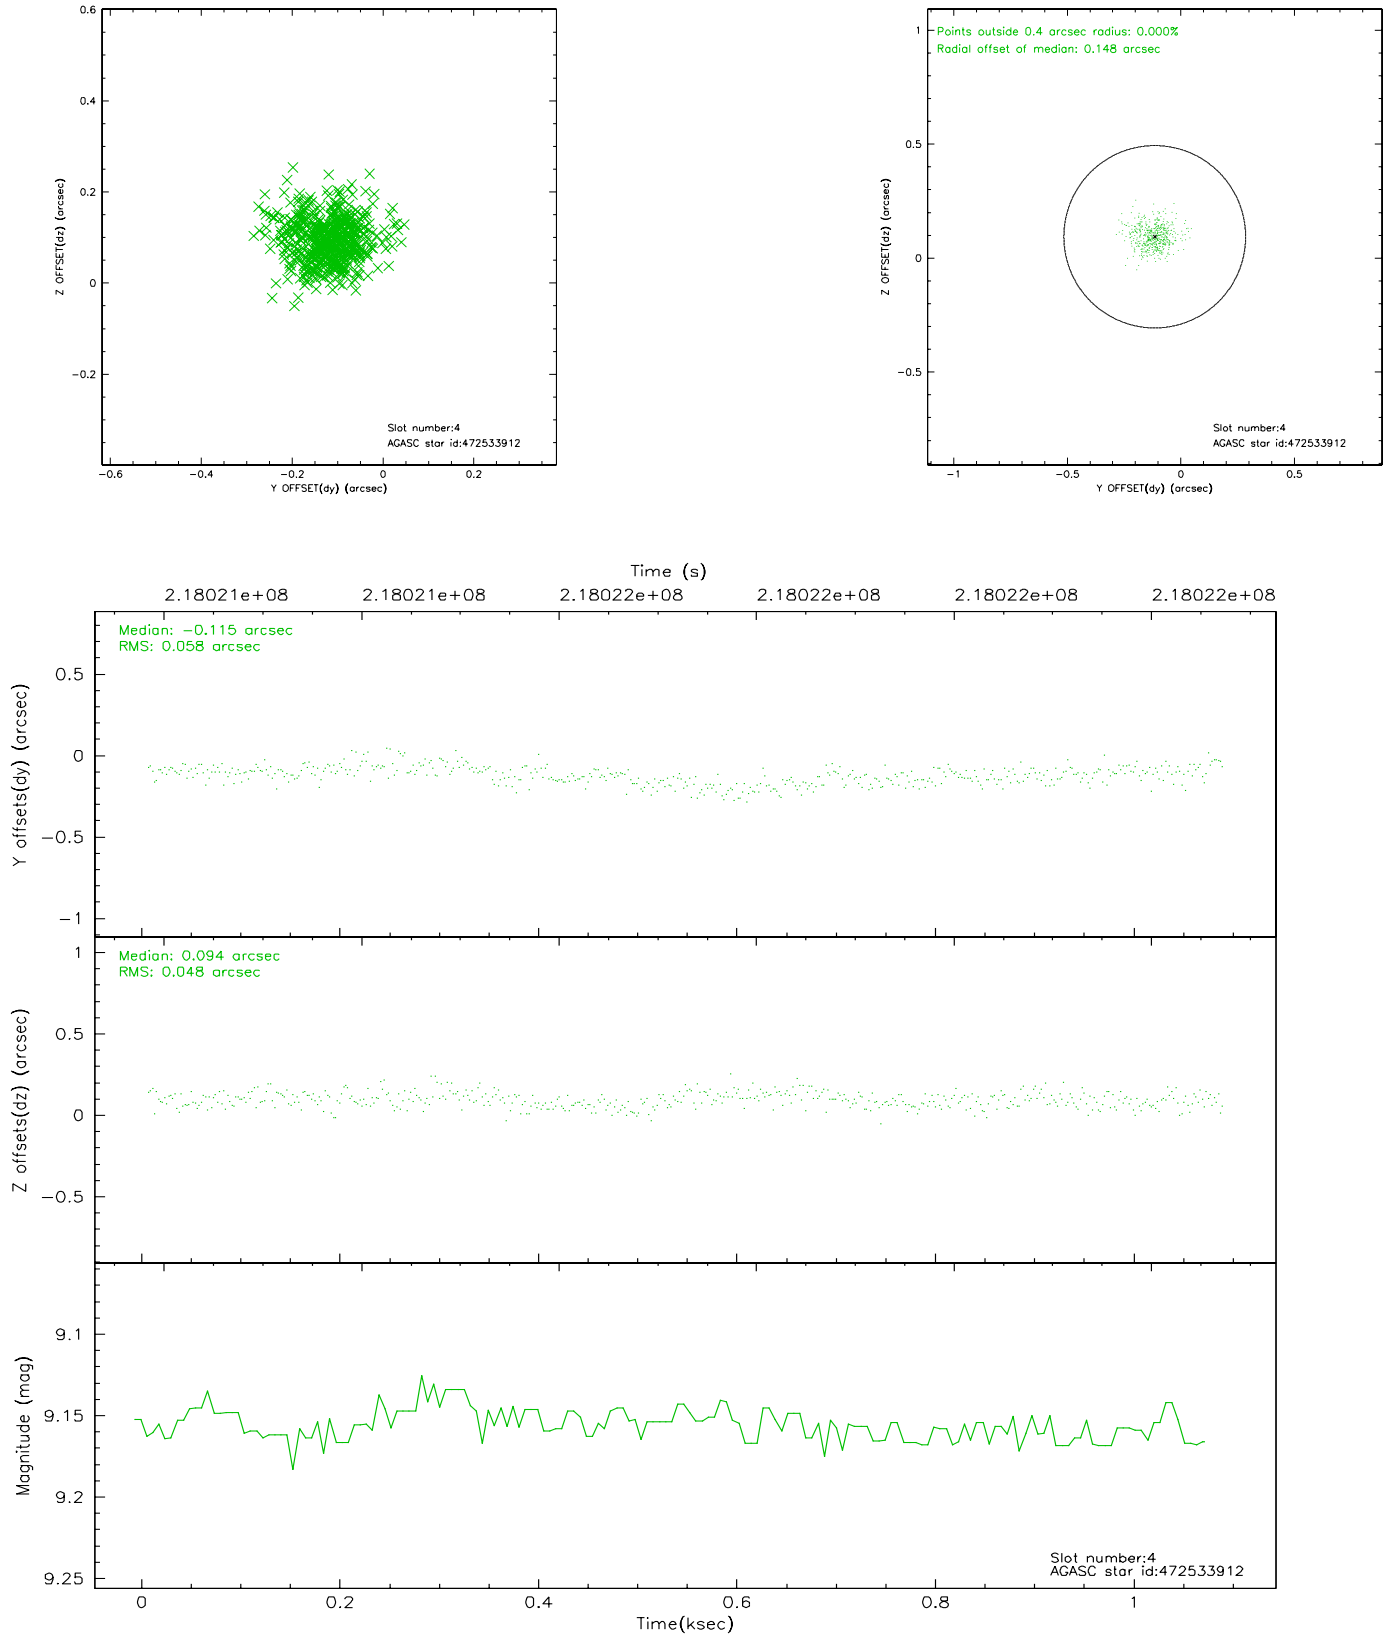 0.6
0.4
0.2
0
−0.2
Z OFFSET(dz) (arcsec)
Slot number:4
AGASC star id:472533912
−0.6 −0.4 −0.2 0 0.2
Y OFFSET(dy) (arcsec)
Points outside 0.4 arcsec radius: 0.000%
Radial offset of median: 0.148 arcsec
1
0.5
0
−0.5
Z OFFSET(dz) (arcsec)
Slot number:4
AGASC star id:472533912
−1 −0.5 0 0.5
Y OFFSET(dy) (arcsec)
Time (s)
2.18021e+08 2.18021e+08 2.18022e+08 2.18022e+08 2.18022e+08 2.18022e+08
Median: −0.115 arcsec
RMS: 0.058 arcsec
0.5
0
−0.5
−1
Y offsets(dy) (arcsec)
Median: 0.094 arcsec
RMS: 0.048 arcsec
1
0.5
0
−0.5
Z offsets(dz) (arcsec)
9.1
9.15
9.2
9.25
Magnitude (mag)
Slot number:4
AGASC star id:472533912
0 0.2 0.4 0.6 0.8 1
Time(ksec)